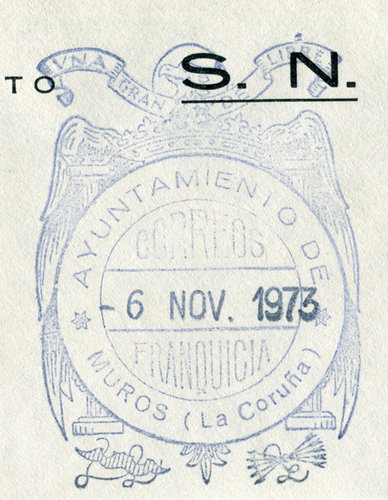 UNA GRANDE LIBRE
TO S. N.
AYUNTAMIENTO DE
CORREOS
- 6 NOV. 1973
FRANQUICIA
MUROS (La Coruña)